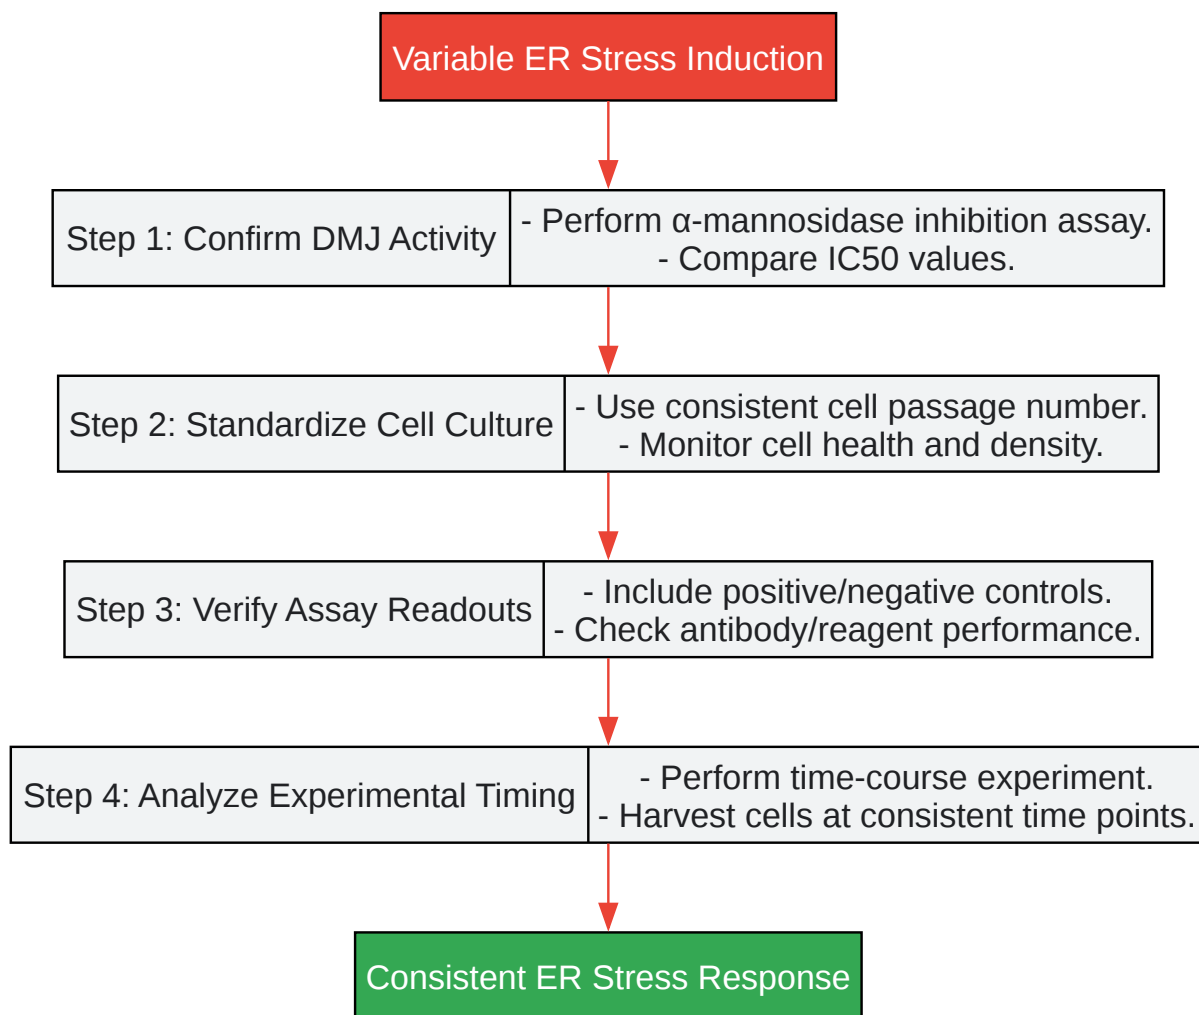 Variable ER Stress Induction
Step 1: Confirm DMJ Activity
- Perform α-mannosidase inhibition assay.
- Compare IC50 values.
Step 2: Standardize Cell Culture
- Use consistent cell passage number.
- Monitor cell health and density.
Step 3: Verify Assay Readouts
- Include positive/negative controls.
- Check antibody/reagent performance.
Step 4: Analyze Experimental Timing
- Perform time-course experiment.
- Harvest cells at consistent time points.
Consistent ER Stress Response